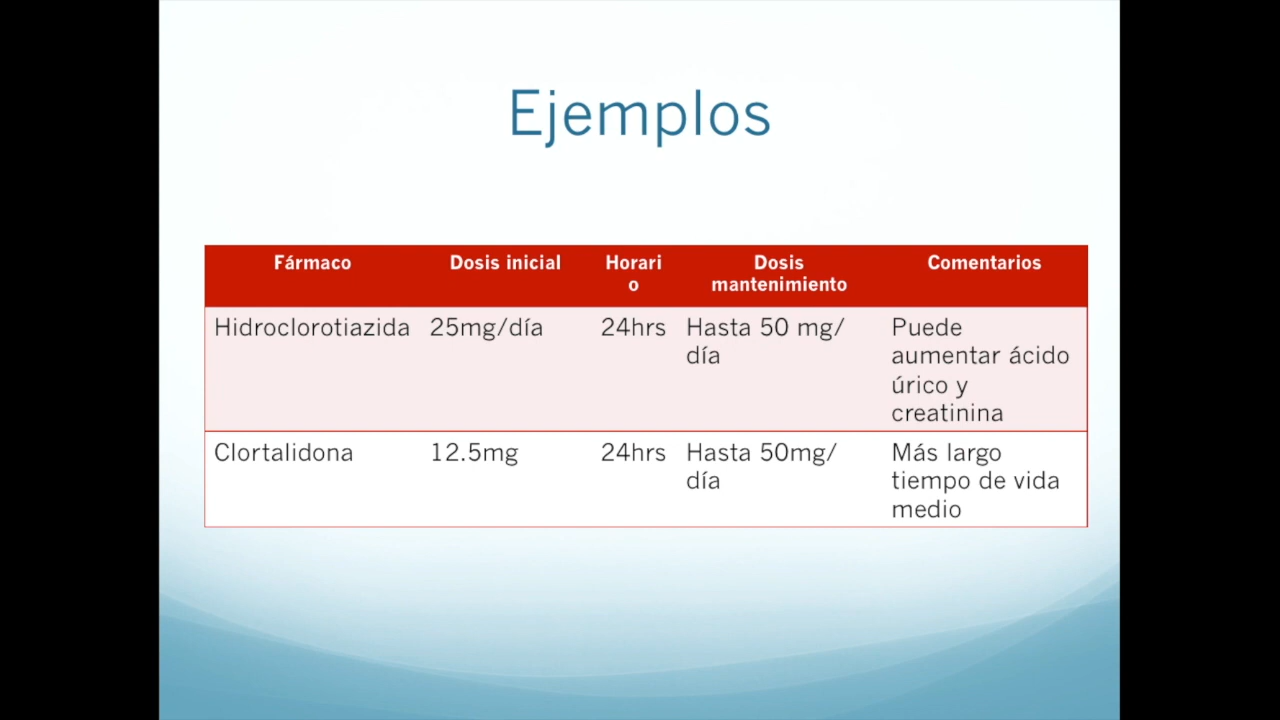 Ejemplos
Fármaco Dosis inicial Horari
o Dosis
mantenimiento Comentarios
Hidroclorotiazida 25mg/día 24hrs Hasta 50 mg/
día Puede
aumentar ácido
úrico y
creatinina
Clortalidona 12.5mg 24hrs Hasta 50mg/
día Más largo
tiempo de vida
medio